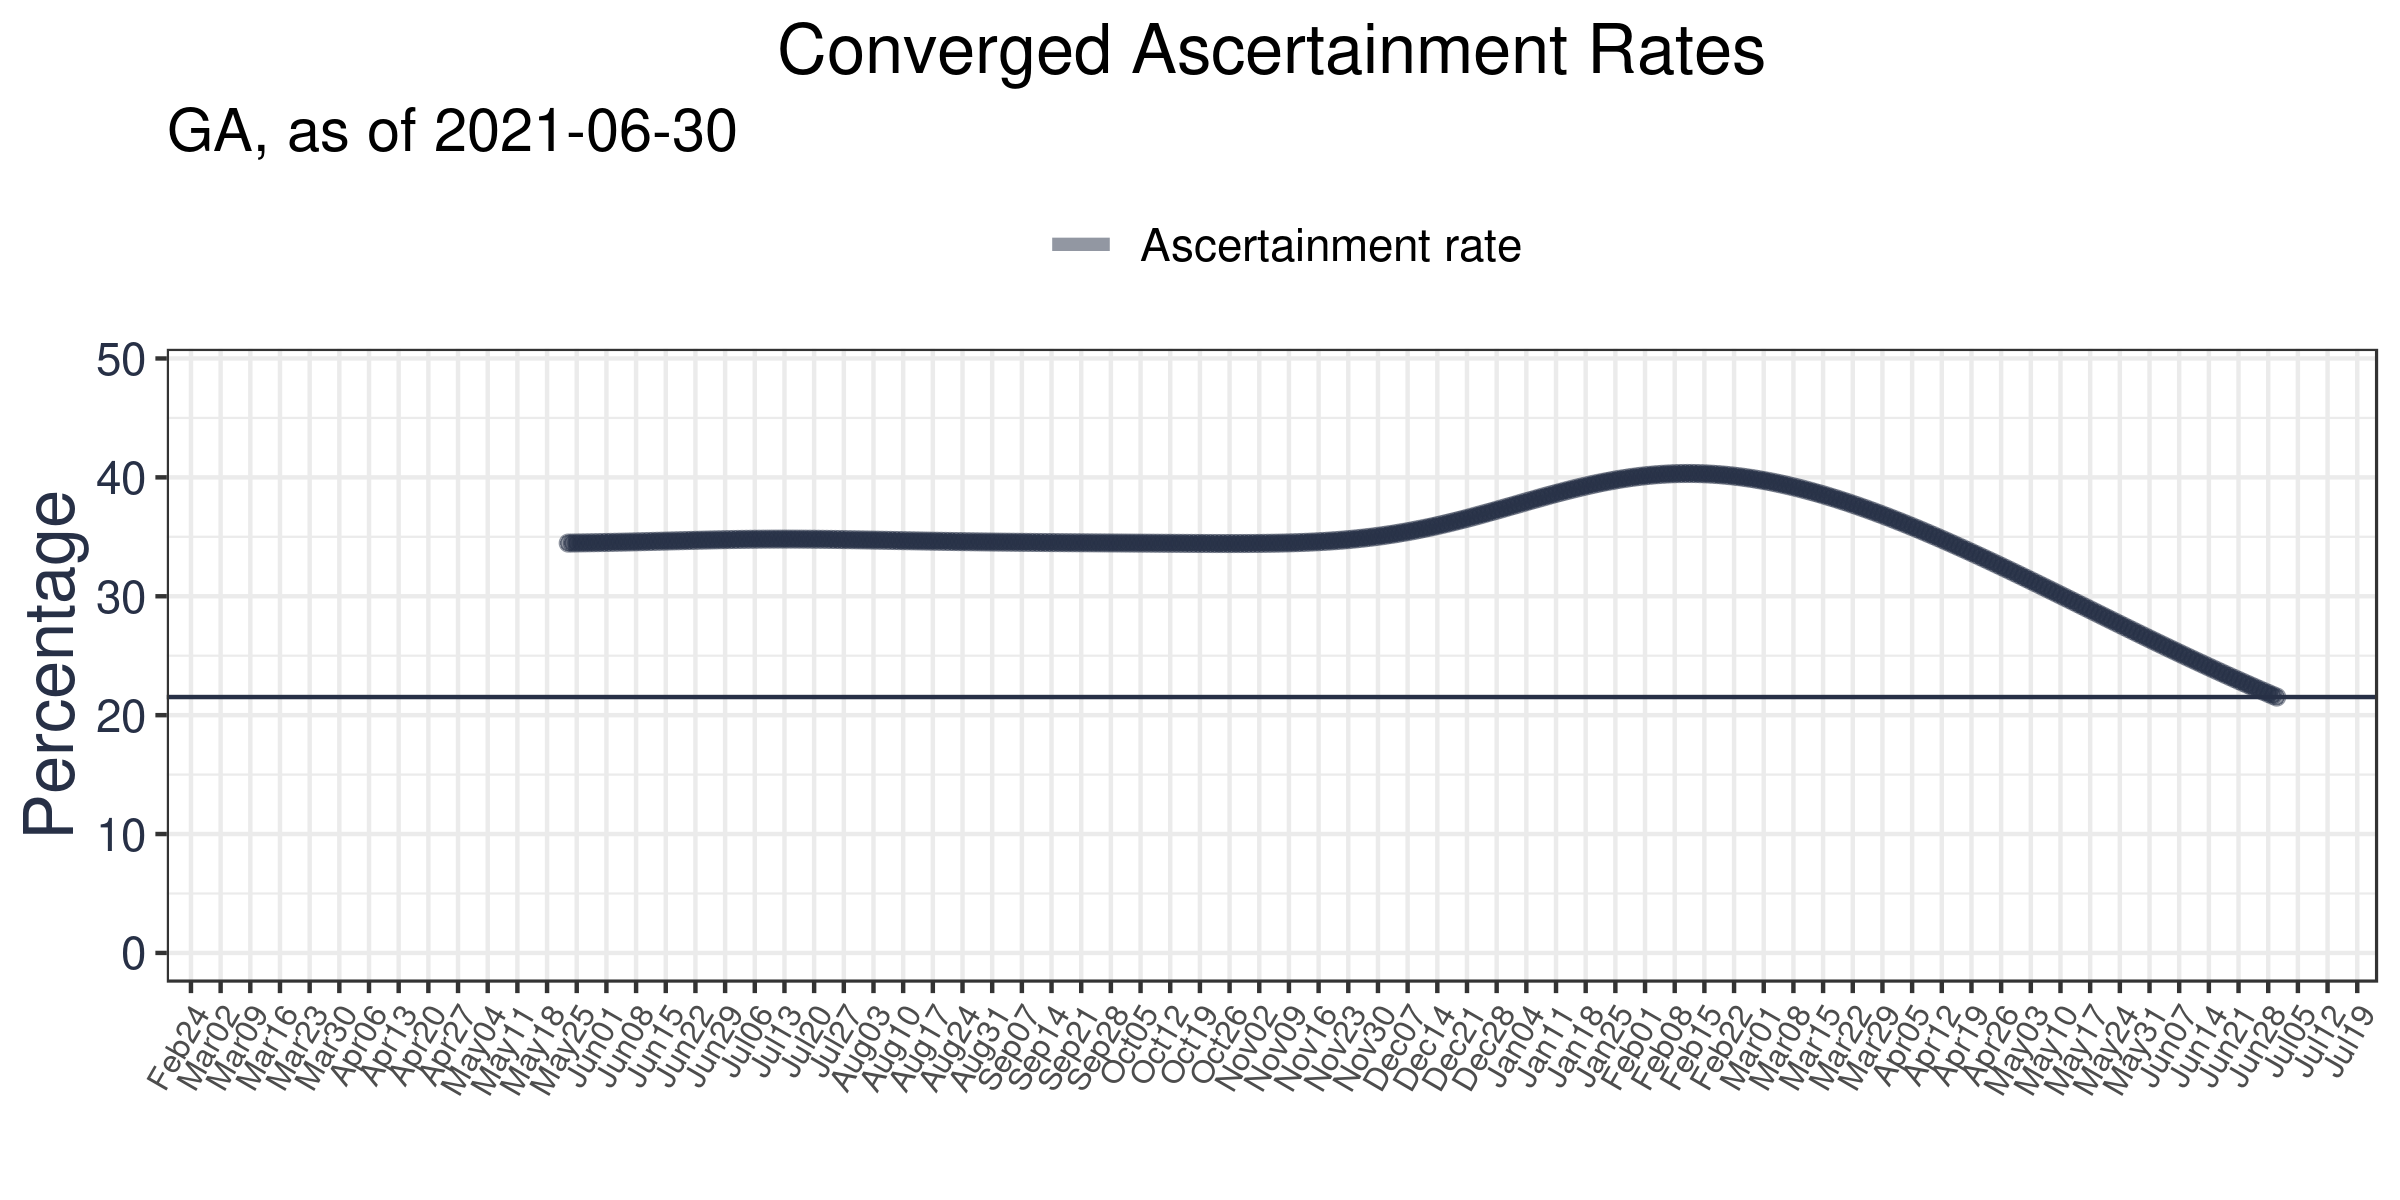 Converged Ascertainment Rates
GA, as of 2021-06-30
Ascertainment rate
Percentage
50
40
30
20
10
0
Feb24 Mar02 Mar09 Mar16 Mar23 Mar30 Apr06 Apr13 Apr20 Apr27 May04 May11 May18 May25 Jun01 Jun08 Jun15 Jun22 Jun29 Jul06 Jul13 Jul20 Jul27 Aug03 Aug10 Aug17 Aug24 Aug31 Sep07 Sep14 Sep21 Sep28 Oct05 Oct12 Oct19 Oct26 Nov02 Nov09 Nov16 Nov23 Nov30 Dec07 Dec14 Dec21 Dec28 Jan04 Jan11 Jan18 Jan25 Feb01 Feb08 Feb15 Feb22 Mar01 Mar08 Mar15 Mar22 Mar29 Apr05 Apr12 Apr19 Apr26 May03 May10 May17 May24 May31 Jun07 Jun14 Jun21 Jun28 Jul05 Jul12 Jul19